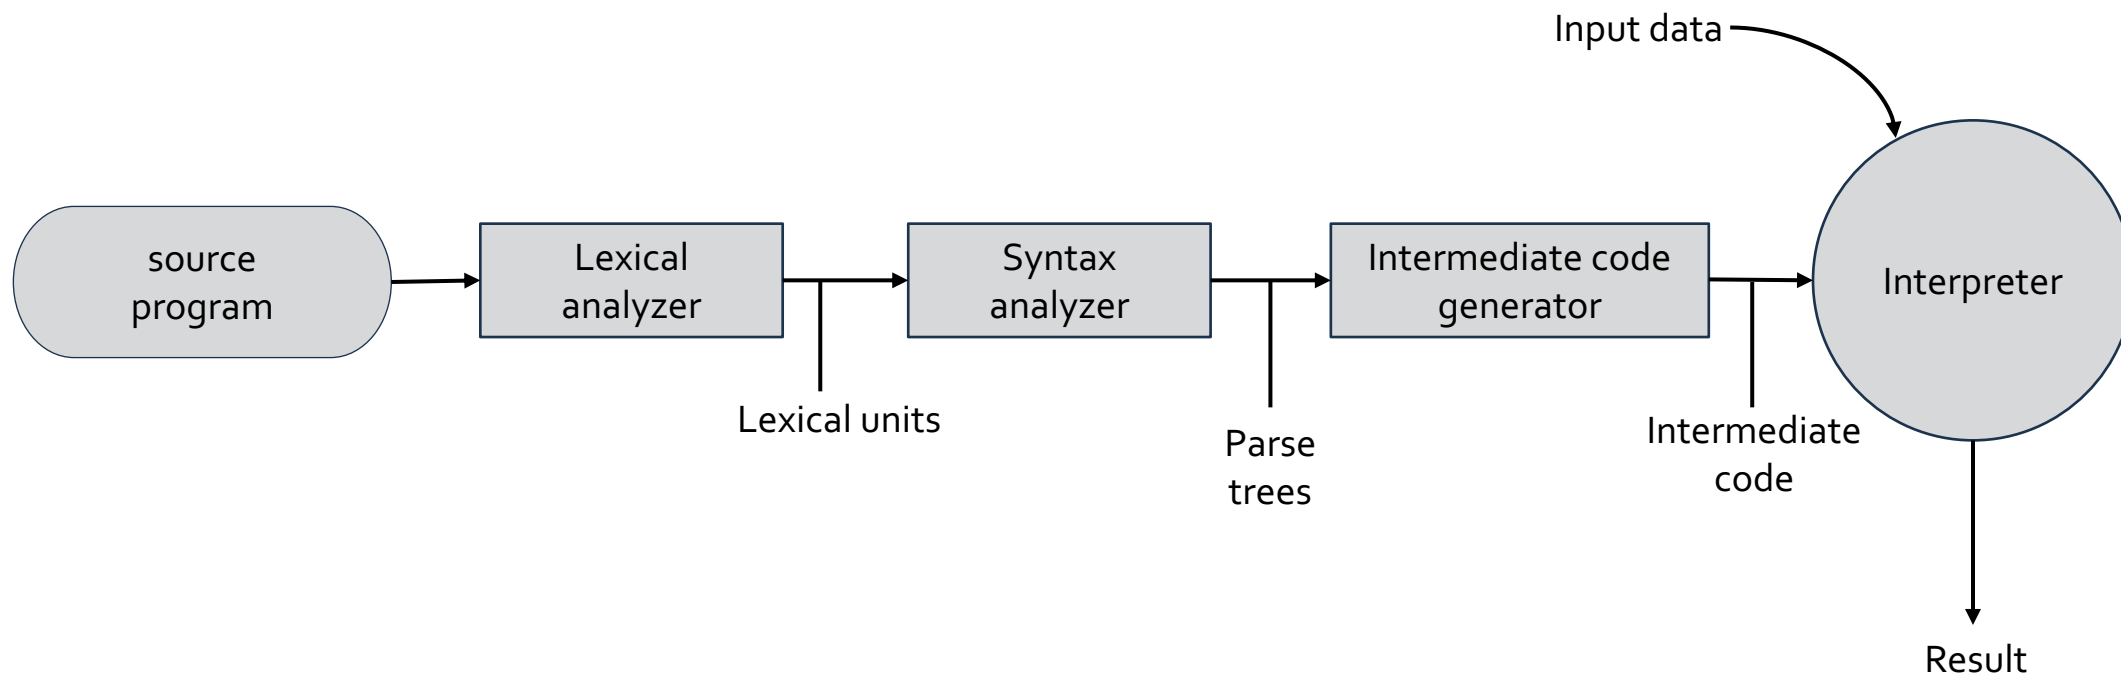 Input data
source
program
Lexical
analyzer
Syntax
analyzer
Intermediate code
generator
Interpreter
Lexical units
Parse
trees
Intermediate
code
Result